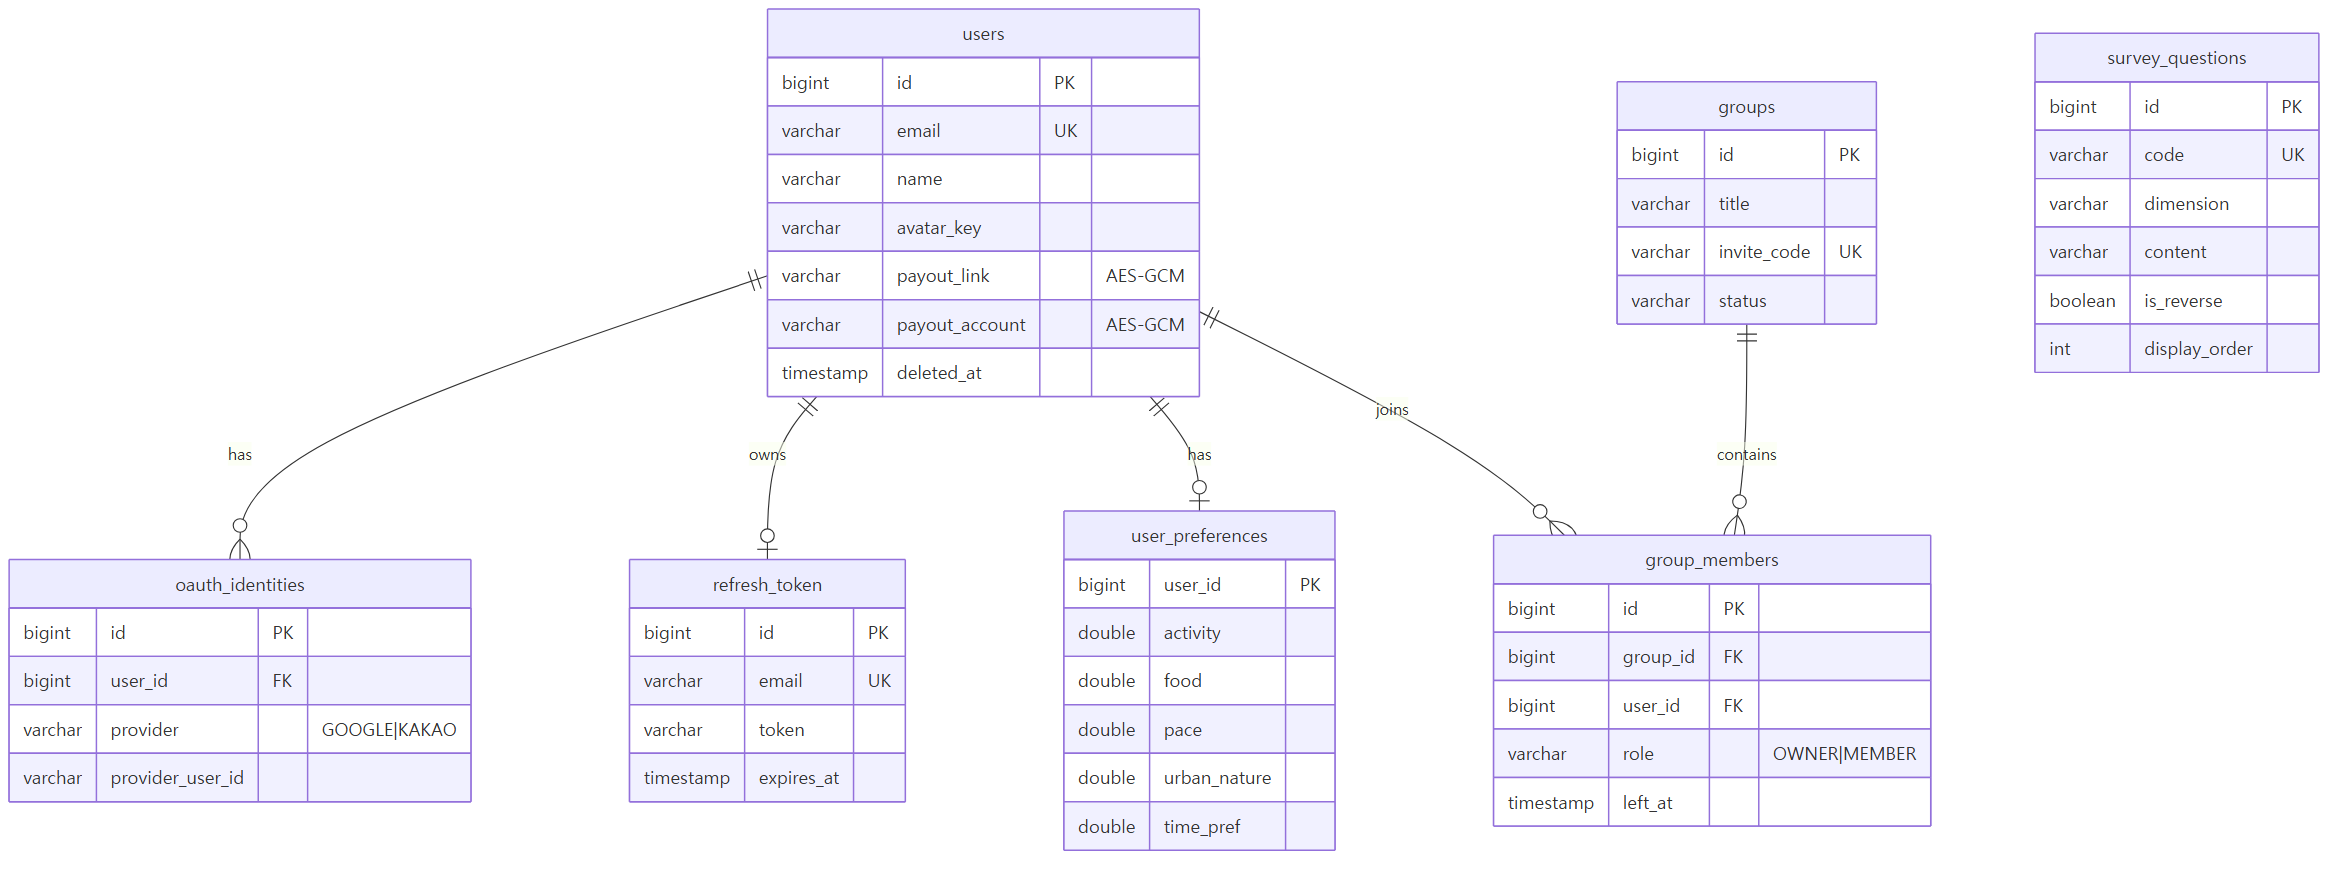 users
bigint id PK
varchar email UK
varchar name
varchar avatar_key
varchar payout_link AES-GCM
varchar payout_account AES-GCM
timestamp deleted_at
groups
bigint id PK
varchar title
varchar invite_code UK
varchar status
survey_questions
bigint id PK
varchar code UK
varchar dimension
varchar content
boolean is_reverse
int display_order
has
owns
has
joins
contains
oauth_identities
bigint id PK
bigint user_id FK
varchar provider GOOGLE|KAKAO
varchar provider_user_id
refresh_token
bigint id PK
varchar email UK
varchar token
timestamp expires_at
user_preferences
bigint user_id PK
double activity
double food
double pace
double urban_nature
double time_pref
group_members
bigint id PK
bigint group_id FK
bigint user_id FK
varchar role OWNER|MEMBER
timestamp left_at